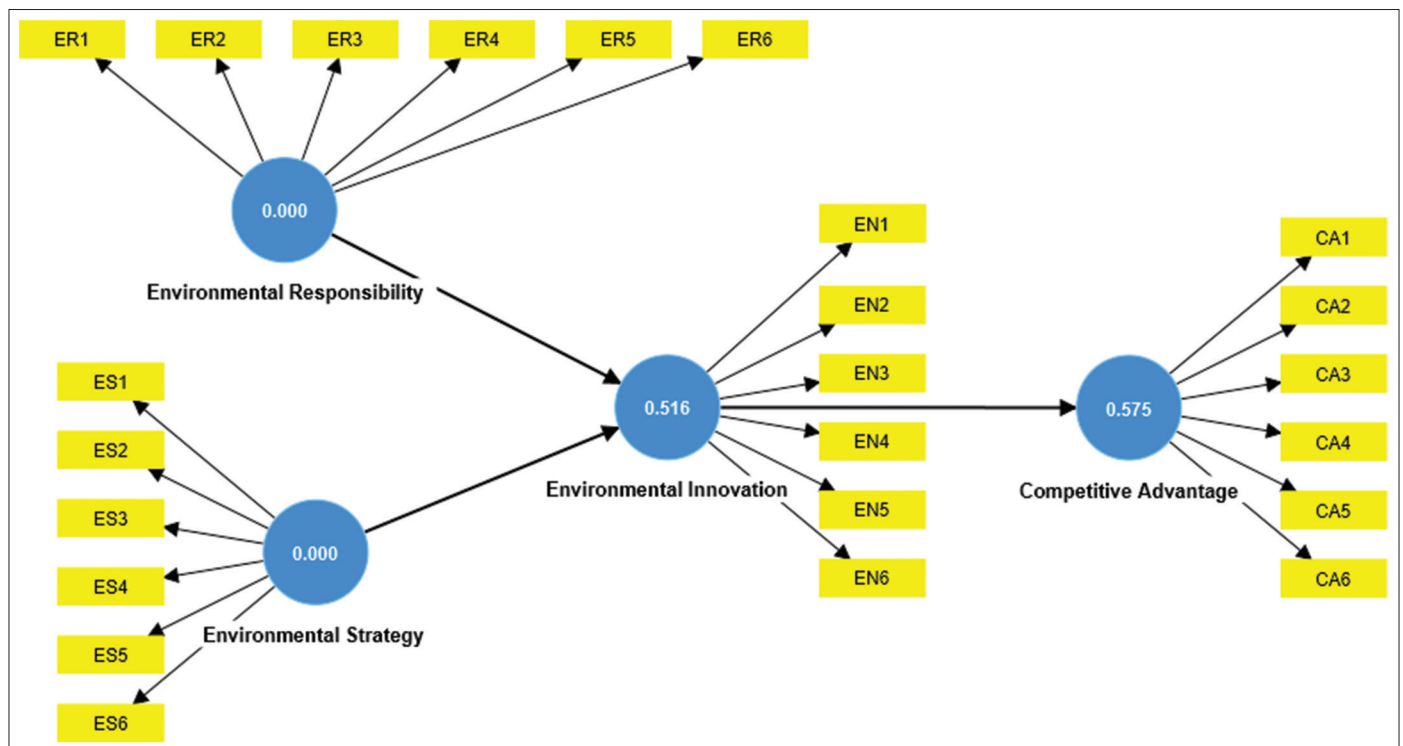 ER1
ER2
ER3
ER4
ER5
ER6
0.000
Environmental Responsibility
ES1
ES2
ES3
ES4
ES5
ES6
0.000
Environmental Strategy
0.516
Environmental Innovation
EN1
EN2
EN3
EN4
EN5
EN6
0.575
Competitive Advantage
CA1
CA2
CA3
CA4
CA5
CA6